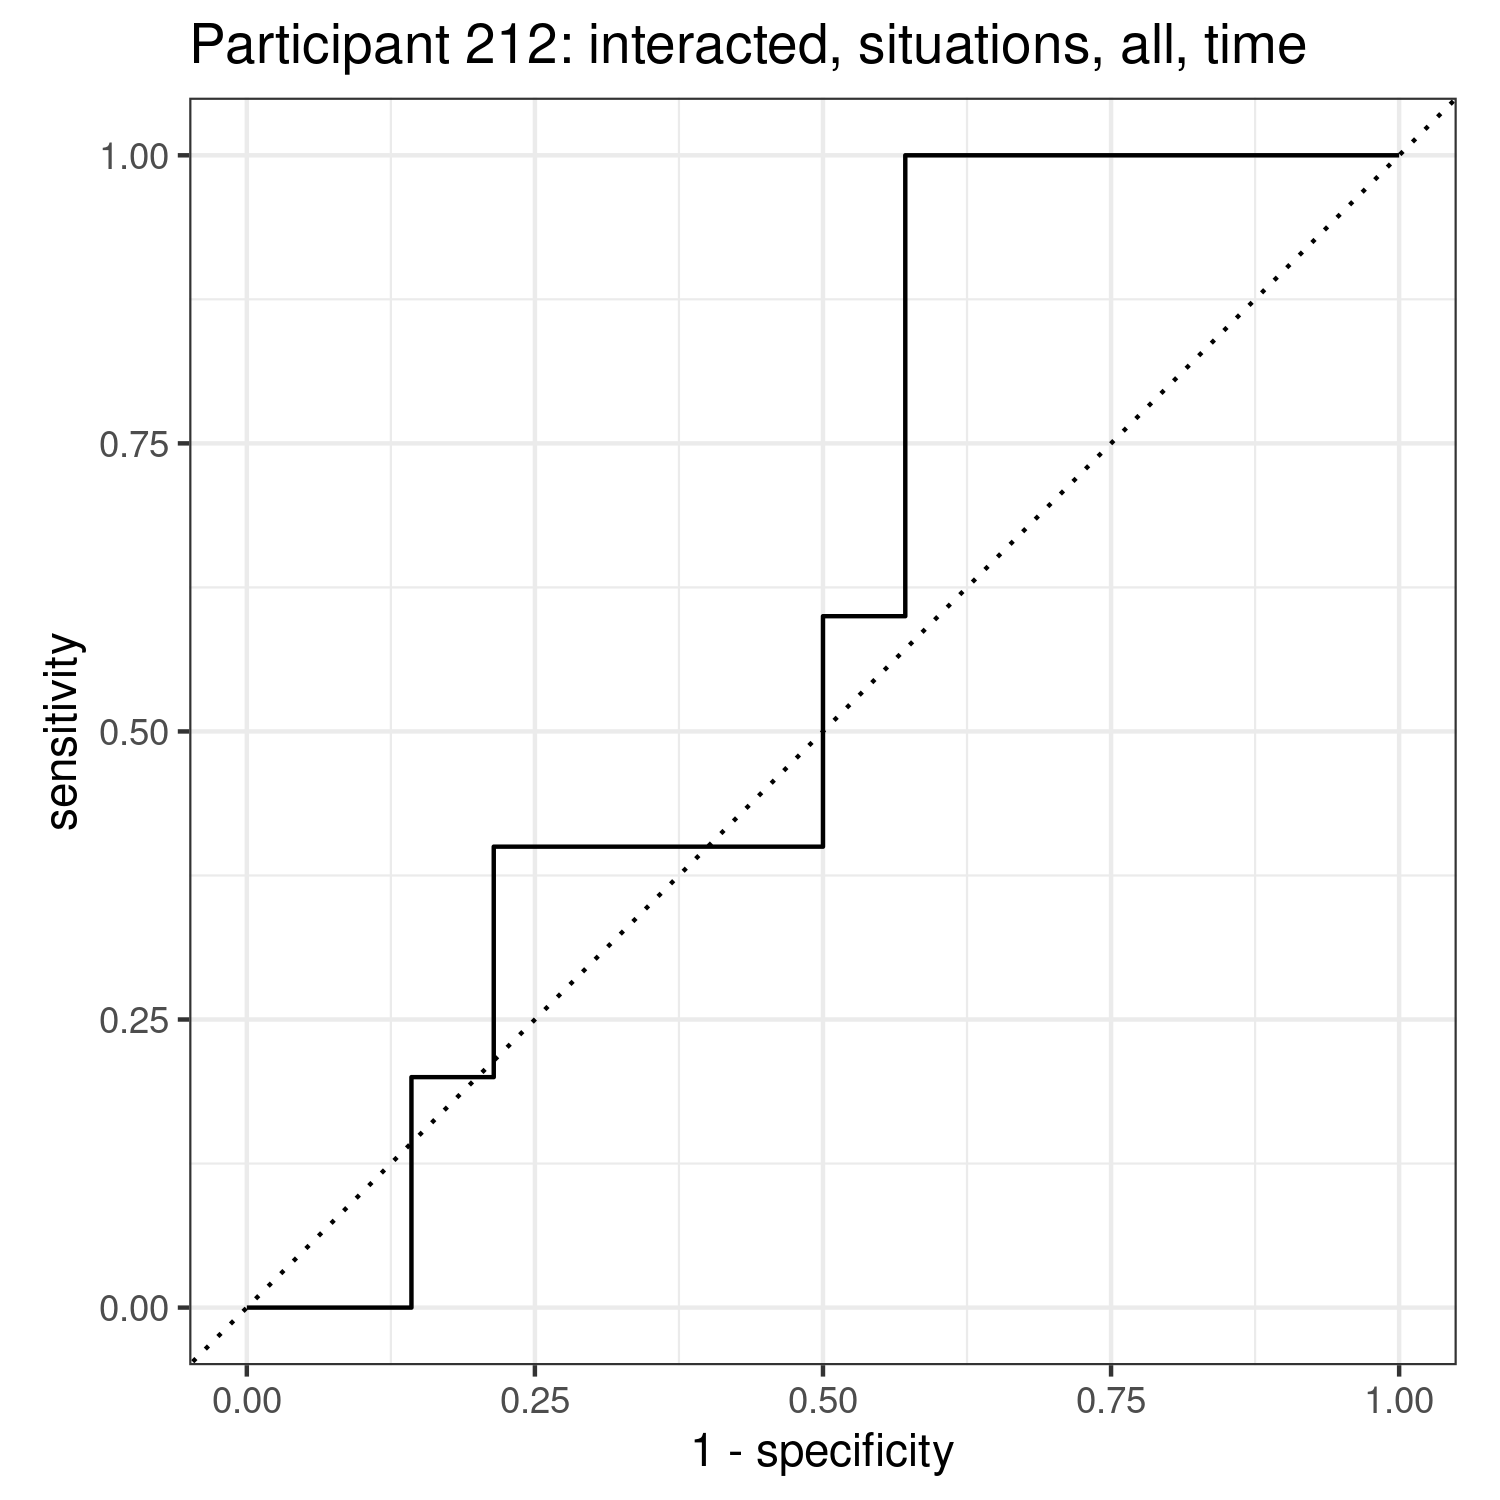 Participant 212: interacted, situations, all, time
1.00
0.75
0.50
0.25
0.00
sensitivity
0.00 0.25 0.50 0.75 1.00
1 - specificity